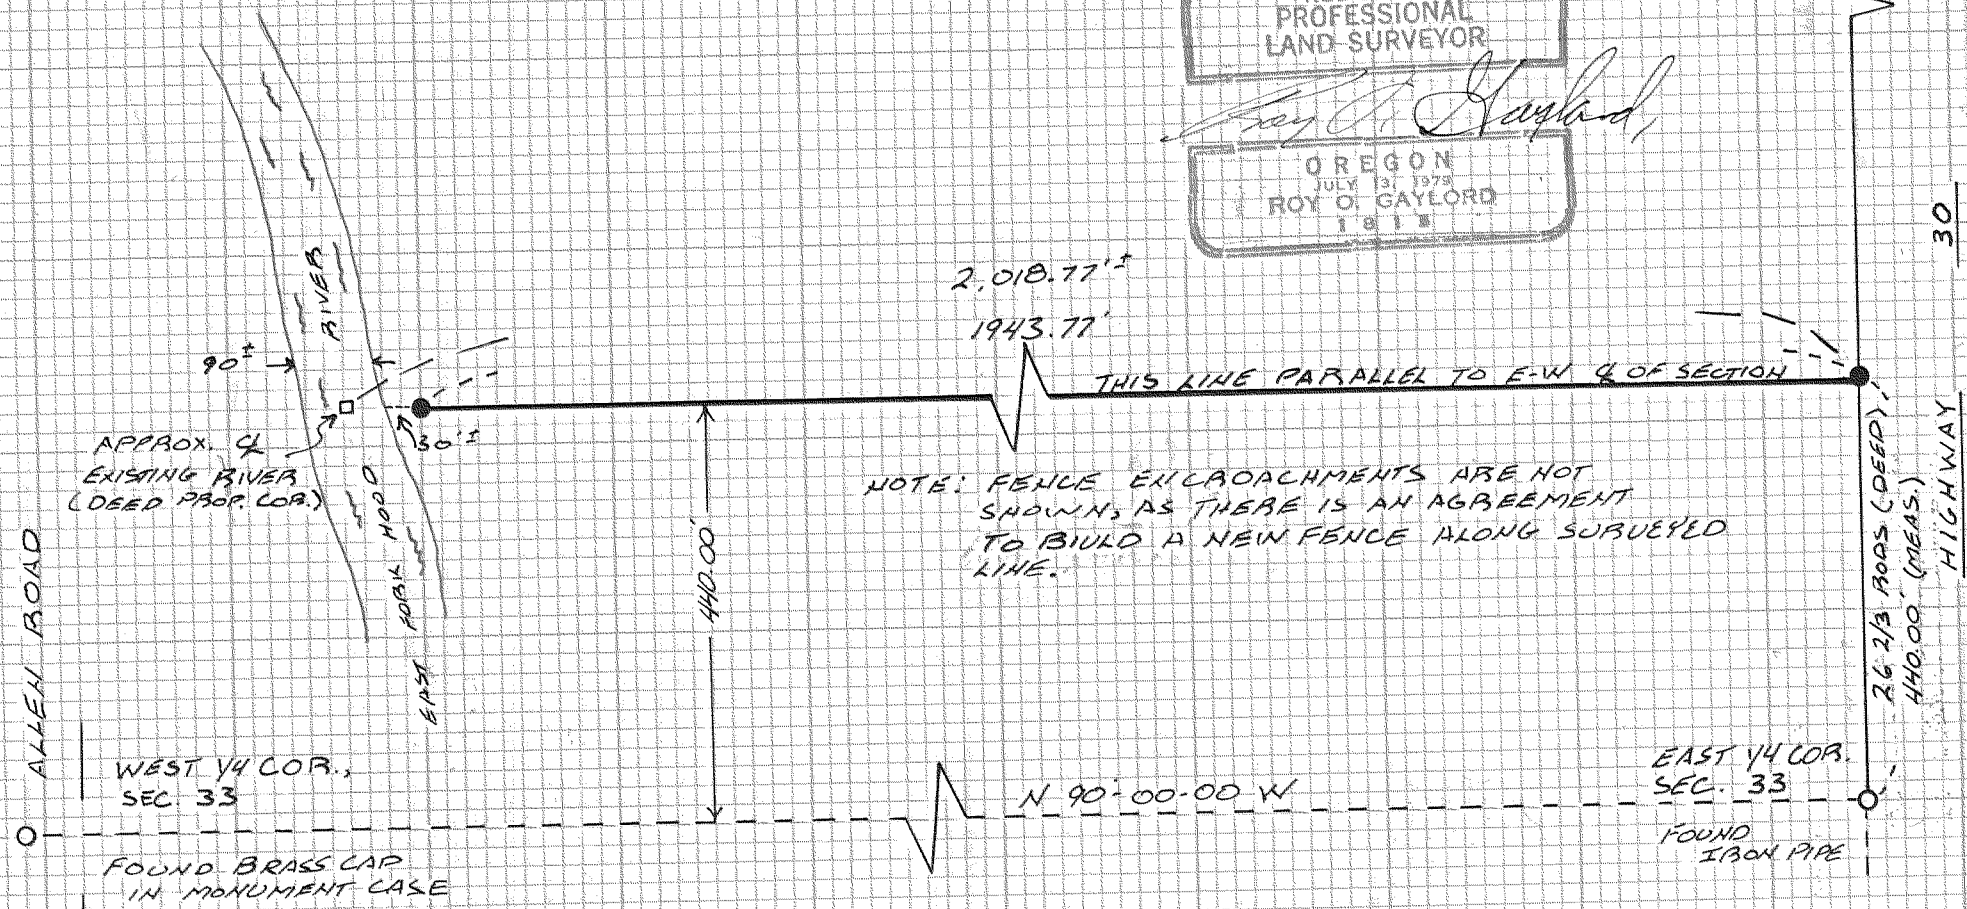 PROFESSIONAL
LAND SURVEYOR
Roy O. Gaylord,
OREGON
JULY 13, 1979
ROY O. GAYLORD
30
HIGHWAY
2,018.77'±
1943.77'
THIS LINE PARALLEL TO E-W ℄ OF SECTION
RIVER
90±
30'±
APPROX. ℄
EXISTING RIVER
(DEED PROP. COR.)
EAST FORK HOOD
NOTE: FENCE ENCROACHMENTS ARE NOT
SHOWN, AS THERE IS AN AGREEMENT
TO BIULD A NEW FENCE ALONG SURVEYED
LINE.
440.00'
26 2/3 RODS (DEED),
440.00' (MEAS.)
ALLEN ROAD
WEST 1/4 COR.,
SEC 33
N 90°-00-00 W
EAST 1/4 COR.
SEC. 33
FOUND
IRON PIPE
FOUND BRASS CAP
IN MONUMENT CASE